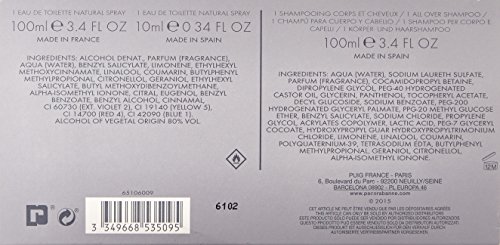 1 EAU DE TOILETTE NATURAL SPRAY
100ml e 3.4 FL OZ
MADE IN FRANCE
1 EAU DE TOILETTE NATURAL SPRAY
10ml e 0.34 FL OZ
MADE IN SPAIN
INGREDIENTS: ALCOHOL DENAT., PARFUM (FRAGRANCE),
AQUA (WATER), BENZYL SALICYLATE, LIMONENE, ETHYLHEXYL
METHOXYCINNAMATE, LINALOOL, COUMARIN, BUTYLPHENYL
METHYLPROPIONAL, CITRONELLOL, GERANIOL, ETHYLHEXYL
SALICYLATE, BUTYL METHOXYDIBENZOYLMETHANE,
ALPHA-ISOMETHYL IONONE, CITRAL, EUGENOL, BENZYL
BENZOATE, BENZYL ALCOHOL, CINNAMAL,
CI 60730 (EXT. VIOLET 2), CI 19140 (YELLOW 5),
CI 14700 (RED 4), CI 42090 (BLUE 1).
ALCOHOL OF VEGETAL ORIGIN 80% VOL.
65106009
3 349668 535095
6102
1 SHAMPOOING CORPS ET CHEVEUX / 1 ALL OVER SHAMPOO /
1 CHAMPÚ PARA CUERPO Y CABELLO / 1 SHAMPOO PER CORPO E
CAPELLI / 1 KÖRPER- UND HAARSHAMPOO
100ml e 3.4 FL OZ
MADE IN SPAIN
INGREDIENTS: AQUA (WATER), SODIUM LAURETH SULFATE,
PARFUM (FRAGRANCE), COCAMIDOPROPYL BETAINE,
DIPROPYLENE GLYCOL, PEG-40 HYDROGENATED
CASTOR OIL, GLYCERIN, PANTHENOL, TOCOPHERYL ACETATE,
DECYL GLUCOSIDE, SODIUM BENZOATE, PEG-200
HYDROGENATED GLYCERYL PALMATE, PPG-20 METHYL GLUCOSE
ETHER, BENZYL SALICYLATE, SODIUM CHLORIDE, PROPYLENE
GLYCOL, ACRYLATES COPOLYMER, LACTIC ACID, PEG-7 GLYCERYL
COCOATE, HYDROXYPROPYL GUAR HYDROXYPROPYLTRIMONIUM
CHLORIDE, LIMONENE, LINALOOL, COUMARIN,
POLYQUATERNIUM-39, TETRASODIUM EDTA, BUTYLPHENYL
METHYLPROPIONAL, GERANIOL, CITRONELLOL,
ALPHA-ISOMETHYL IONONE.
12M
PUIG FRANCE - PARIS
6, Boulevard du Parc - 92200 NEUILLY/SEINE
BARCELONA 08902 - PL.EUROPA 46
www.pacorabanne.com
© 2015